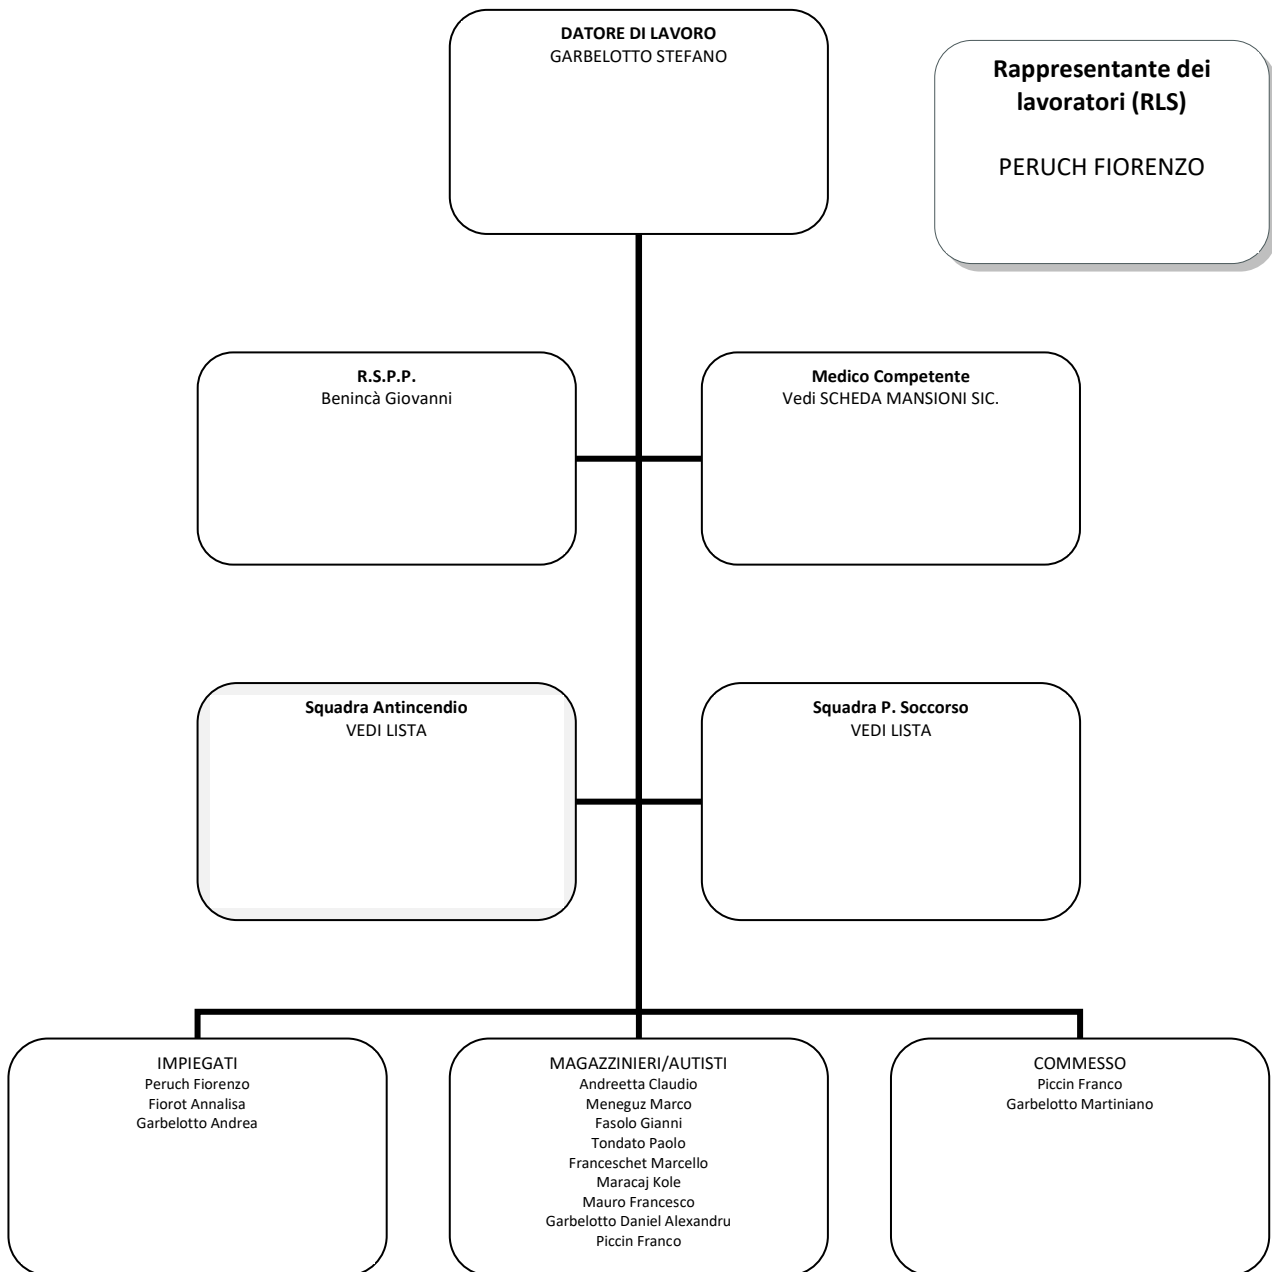 DATORE DI LAVORO
GARBELOTTO STEFANO
Rappresentante dei
lavoratori (RLS)
PERUCH FIORENZO
R.S.P.P.
Benincà Giovanni
Medico Competente
Vedi SCHEDA MANSIONI SIC.
Squadra Antincendio
VEDI LISTA
Squadra P. Soccorso
VEDI LISTA
IMPIEGATI
Peruch Fiorenzo
Fiorot Annalisa
Garbelotto Andrea
MAGAZZINIERI/AUTISTI
Andreetta Claudio
Meneguz Marco
Fasolo Gianni
Tondato Paolo
Franceschet Marcello
Maracaj Kole
Mauro Francesco
Garbelotto Daniel Alexandru
Piccin Franco
COMMESSO
Piccin Franco
Garbelotto Martiniano